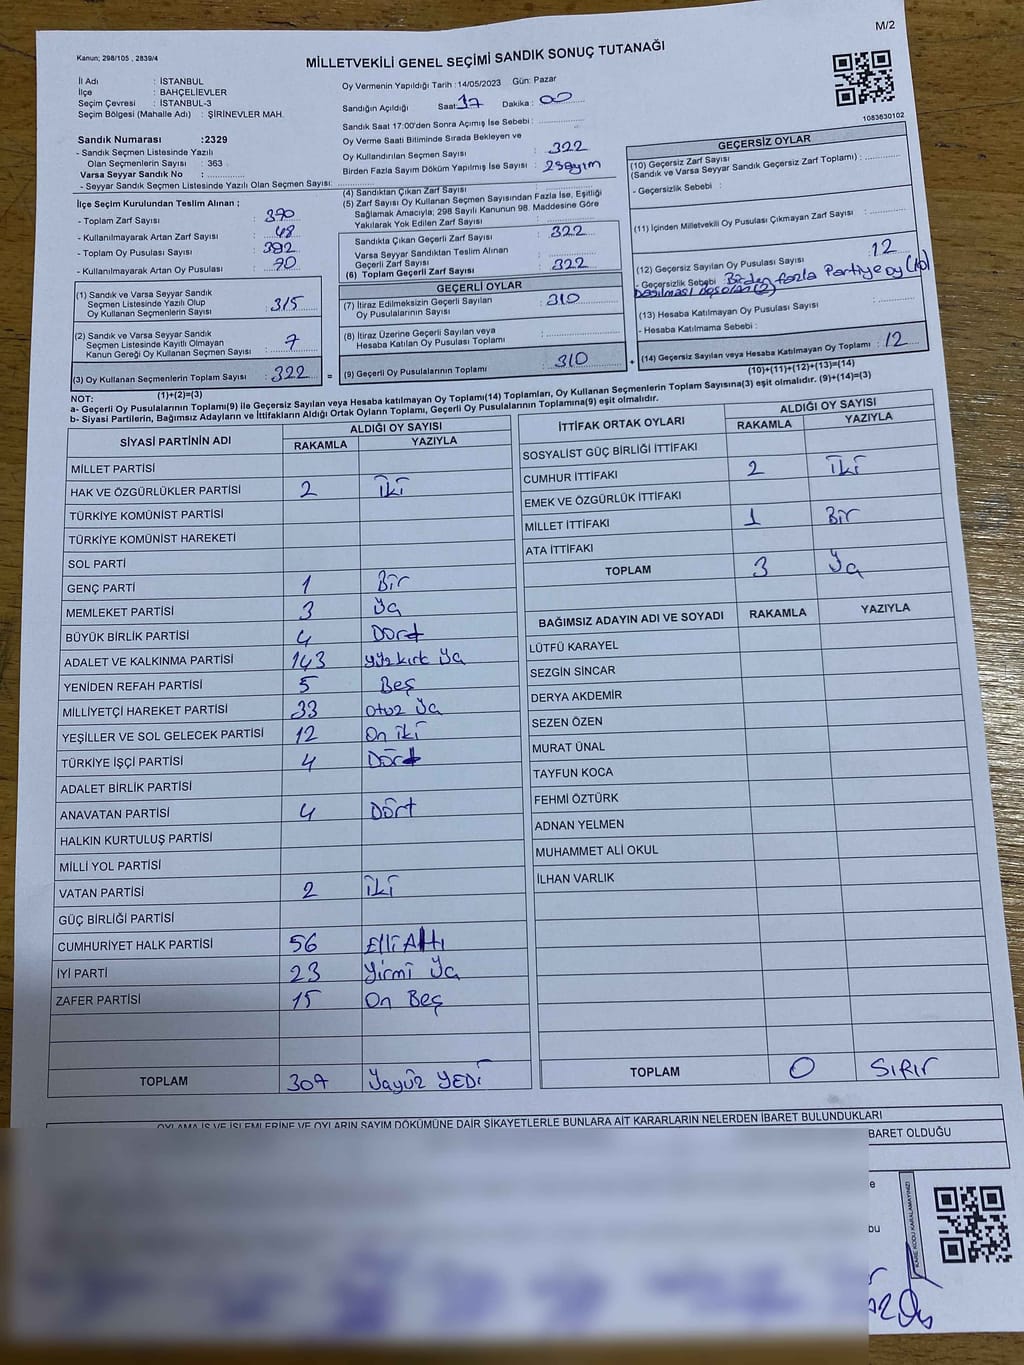 M/2
Kanun; 298/105 , 2839/4
MİLLETVEKİLİ GENEL SEÇİMİ SANDIK SONUÇ TUTANAĞI
İl Adı : İSTANBUL
İlçe : BAHÇELİEVLER
Seçim Çevresi : İSTANBUL-3
Seçim Bölgesi (Mahalle Adı) : ŞİRİNEVLER MAH.
Sandık Numarası :2329
- Sandık Seçmen Listesinde Yazılı
Olan Seçmenlerin Sayısı : 363
Varsa Seyyar Sandık No :
- Seyyar Sandık Seçmen Listesinde Yazılı Olan Seçmen Sayısı:
Oy Vermenin Yapıldığı Tarih :14/05/2023 Gün: Pazar
Sandığın Açıldığı Saat: 17 Dakika : 00
Sandık Saat 17:00'den Sonra Açımış İse Sebebi :
Oy Verme Saati Bitiminde Sırada Bekleyen ve
Oy Kullandırılan Seçmen Sayısı : 322
Birden Fazla Sayım Döküm Yapılmış İse Sayısı : 2 sayım
1083630102
İlçe Seçim Kurulundan Teslim Alınan ;
- Toplam Zarf Sayısı : 370
- Kullanılmayarak Artan Zarf Sayısı : 48
- Toplam Oy Pusulası Sayısı : 392
- Kullanılmayarak Artan Oy Pusulası : 70
(1) Sandık ve Varsa Seyyar Sandık
Seçmen Listesinde Yazılı Olup
Oy Kullanan Seçmenlerin Sayısı : 315
(2) Sandık ve Varsa Seyyar Sandık
Seçmen Listesinde Kayıtlı Olmayan
Kanun Gereği Oy Kullanan Seçmen Sayısı : 7
(3) Oy Kullanan Seçmenlerin Toplam Sayısı : 322
(1)+(2)=(3)
(4) Sandıktan Çıkan Zarf Sayısı :
(5) Zarf Sayısı Oy Kullanan Seçmen Sayısından Fazla İse, Eşitliği
Sağlamak Amacıyla; 298 Sayılı Kanunun 98. Maddesine Göre
Yakılarak Yok Edilen Zarf Sayısı :
Sandıkta Çıkan Geçerli Zarf Sayısı : 322
Varsa Seyyar Sandıktan Teslim Alınan
Geçerli Zarf Sayısı :
(6) Toplam Geçerli Zarf Sayısı : 322
GEÇERLİ OYLAR
(7) İtiraz Edilmeksizin Geçerli Sayılan
Oy Pusulalarının Sayısı : 310
(8) İtiraz Üzerine Geçerli Sayılan veya
Hesaba Katılan Oy Pusulası Toplamı :
= (9) Geçerli Oy Pusulalarının Toplamı : 310
GEÇERSİZ OYLAR
(10) Geçersiz Zarf Sayısı
(Sandık ve Varsa Seyyar Sandık Geçersiz Zarf Toplamı) :
- Geçersizlik Sebebi :
(11) İçinden Milletvekili Oy Pusulası Çıkmayan Zarf Sayısı :
(12) Geçersiz Sayılan Oy Pusulası Sayısı : 12
- Geçersizlik Sebebi : Birden fazla Partiye oy (10)
(2)
(13) Hesaba Katılmayan Oy Pusulası Sayısı :
- Hesaba Katılmama Sebebi :
+ (14) Geçersiz Sayılan veya Hesaba Katılmayan Oy Toplamı : 12
(10)+(11)+(12)+(13)=(14)
NOT:
a- Geçerli Oy Pusulalarının Toplamı(9) ile Geçersiz Sayılan veya Hesaba katılmayan Oy Toplamı(14) Toplamları, Oy Kullanan Seçmenlerin Toplam Sayısına(3) eşit olmalıdır. (9)+(14)=(3)
b- Siyasi Partilerin, Bağımsız Adayların ve İttifakların Aldığı Ortak Oyların Toplamı, Geçerli Oy Pusulalarının Toplamına(9) eşit olmalıdır.
SİYASİ PARTİNİN ADI ALDIĞI OY SAYISI
RAKAMLA YAZIYLA
MİLLET PARTİSİ
HAK VE ÖZGÜRLÜKLER PARTİSİ 2 İki
TÜRKİYE KOMÜNİST PARTİSİ
TÜRKİYE KOMÜNİST HAREKETİ
SOL PARTİ
GENÇ PARTİ 1 Bir
MEMLEKET PARTİSİ 3 Üç
BÜYÜK BİRLİK PARTİSİ 4 Dört
ADALET VE KALKINMA PARTİSİ 143 yüzkırk Üç
YENİDEN REFAH PARTİSİ 5 Beş
MİLLİYETÇİ HAREKET PARTİSİ 33 otuz Üç
YEŞİLLER VE SOL GELECEK PARTİSİ 12 On iki
TÜRKİYE İŞÇİ PARTİSİ 4 Dört
ADALET BİRLİK PARTİSİ
ANAVATAN PARTİSİ 4 Dört
HALKIN KURTULUŞ PARTİSİ
MİLLİ YOL PARTİSİ
VATAN PARTİSİ 2 İki
GÜÇ BİRLİĞİ PARTİSİ
CUMHURİYET HALK PARTİSİ 56 Elli Altı
İYİ PARTİ 23 Yirmi Üç
ZAFER PARTİSİ 15 On Beş
TOPLAM 307 Üçyüz YEDİ
İTTİFAK ORTAK OYLARI ALDIĞI OY SAYISI
RAKAMLA YAZIYLA
SOSYALİST GÜÇ BİRLİĞİ İTTİFAKI
CUMHUR İTTİFAKI 2 İki
EMEK VE ÖZGÜRLÜK İTTİFAKI
MİLLET İTTİFAKI 1 Bir
ATA İTTİFAKI
TOPLAM 3 Üç
BAĞIMSIZ ADAYIN ADI VE SOYADI RAKAMLA YAZIYLA
LÜTFÜ KARAYEL
SEZGİN SİNCAR
DERYA AKDEMİR
SEZEN ÖZEN
MURAT ÜNAL
TAYFUN KOCA
FEHMİ ÖZTÜRK
ADNAN YELMEN
MUHAMMET ALİ OKUL
İLHAN VARLIK
TOPLAM 0 SIFIR
OYLAMA İŞ VE İŞLEMLERİNE VE OYLARIN SAYIM DÖKÜMÜNE DAİR ŞİKAYETLERLE BUNLARA AİT KARARLARIN NELERDEN İBARET BULUNDUKLARI
BARET OLDUĞU
e
bu
KARE KODU KARALAMAYINIZ!